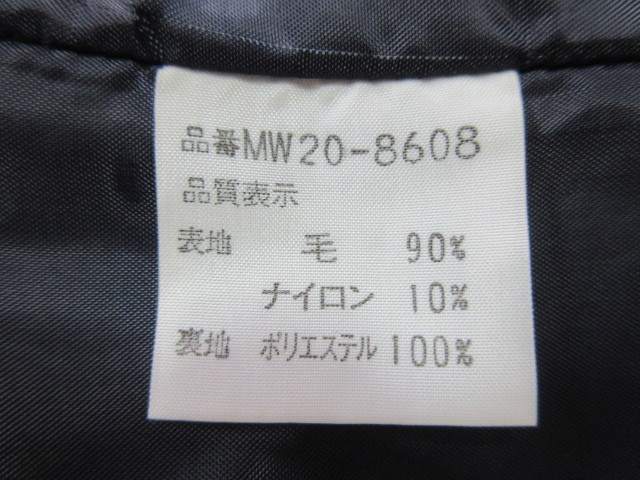 品番MW20-8608
品質表示
表地 毛 90%
ナイロン 10%
裏地 ポリエステル 100%